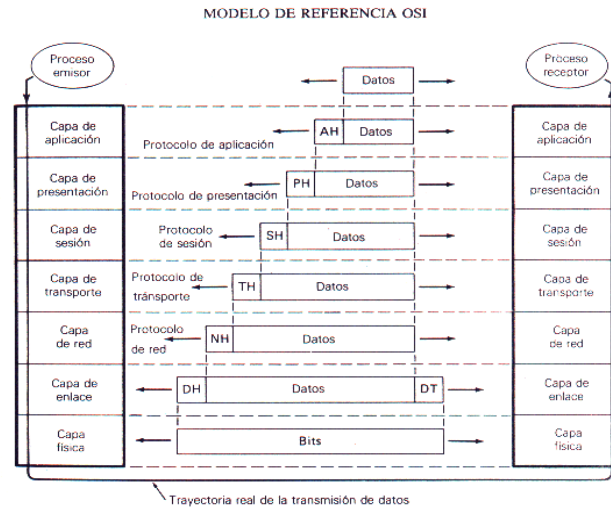 MODELO DE REFERENCIA OSI
Proceso
emisor
Proceso
receptor
Datos
Capa de
aplicación
Protocolo de aplicación
AH
Datos
Capa de
aplicación
Capa de
presentación
Protocolo de presentación
PH
Datos
Capa de
presentación
Capa de
sesión
Protocolo
de sesión
SH
Datos
Capa de
sesión
Capa de
transporte
Protocolo de
tránsporte
TH
Datos
Capa de
transporte
Capa
de red
Protocolo
de red
NH
Datos
Capa
de red
Capa de
enlace
DH
Datos
DT
Capa de
enlace
Capa
física
Bits
Capa
física
Trayectoria real de la transmisión de datos